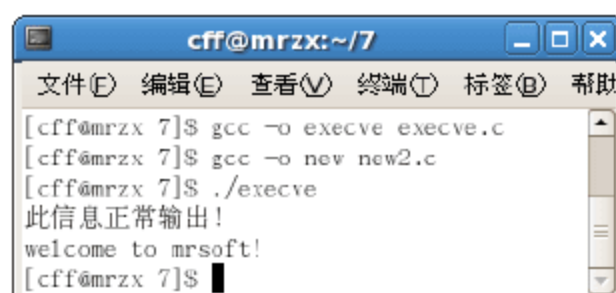 cff@mrzx:~/7
文件(F) 编辑(E) 查看(V) 终端(T) 标签(B) 帮助
[cff@mrzx 7]$ gcc -o execve execve.c
[cff@mrzx 7]$ gcc -o new new2.c
[cff@mrzx 7]$ ./execve
此信息正常输出!
welcome to mrsoft!
[cff@mrzx 7]$